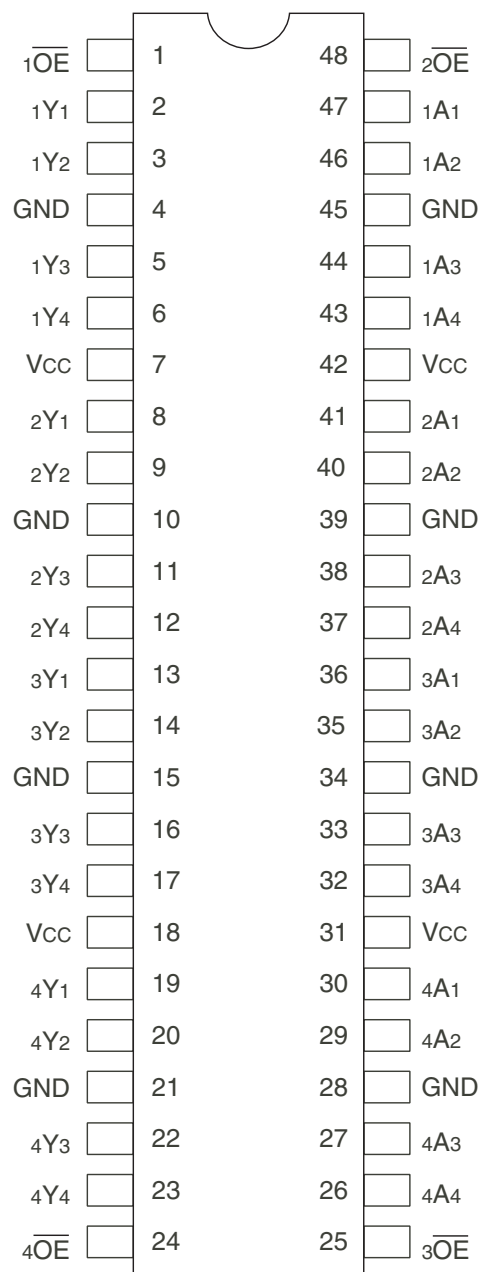 1O̅E̅ 1 48 2O̅E̅
1Y1 2 47 1A1
1Y2 3 46 1A2
GND 4 45 GND
1Y3 5 44 1A3
1Y4 6 43 1A4
VCC 7 42 VCC
2Y1 8 41 2A1
2Y2 9 40 2A2
GND 10 39 GND
2Y3 11 38 2A3
2Y4 12 37 2A4
3Y1 13 36 3A1
3Y2 14 35 3A2
GND 15 34 GND
3Y3 16 33 3A3
3Y4 17 32 3A4
VCC 18 31 VCC
4Y1 19 30 4A1
4Y2 20 29 4A2
GND 21 28 GND
4Y3 22 27 4A3
4Y4 23 26 4A4
4O̅E̅ 24 25 3O̅E̅